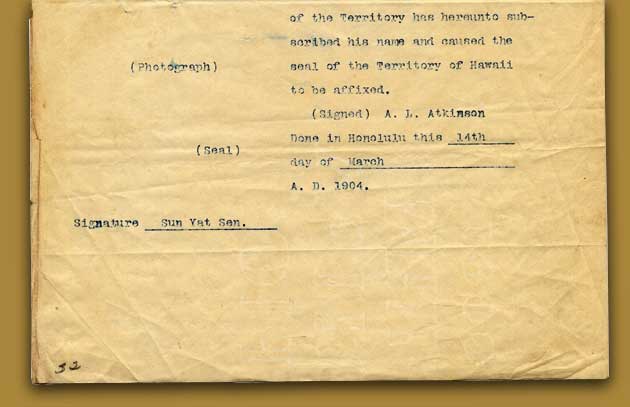 of the Territory has hereunto sub-
scribed his name and caused the
(Photograph) seal of the Territory of Hawaii
to be affixed.
(Signed) A. L. Atkinson
Done in Honolulu this 14th
(Seal)
day of March
A. D. 1904.
Signature Sun Yat Sen.
32